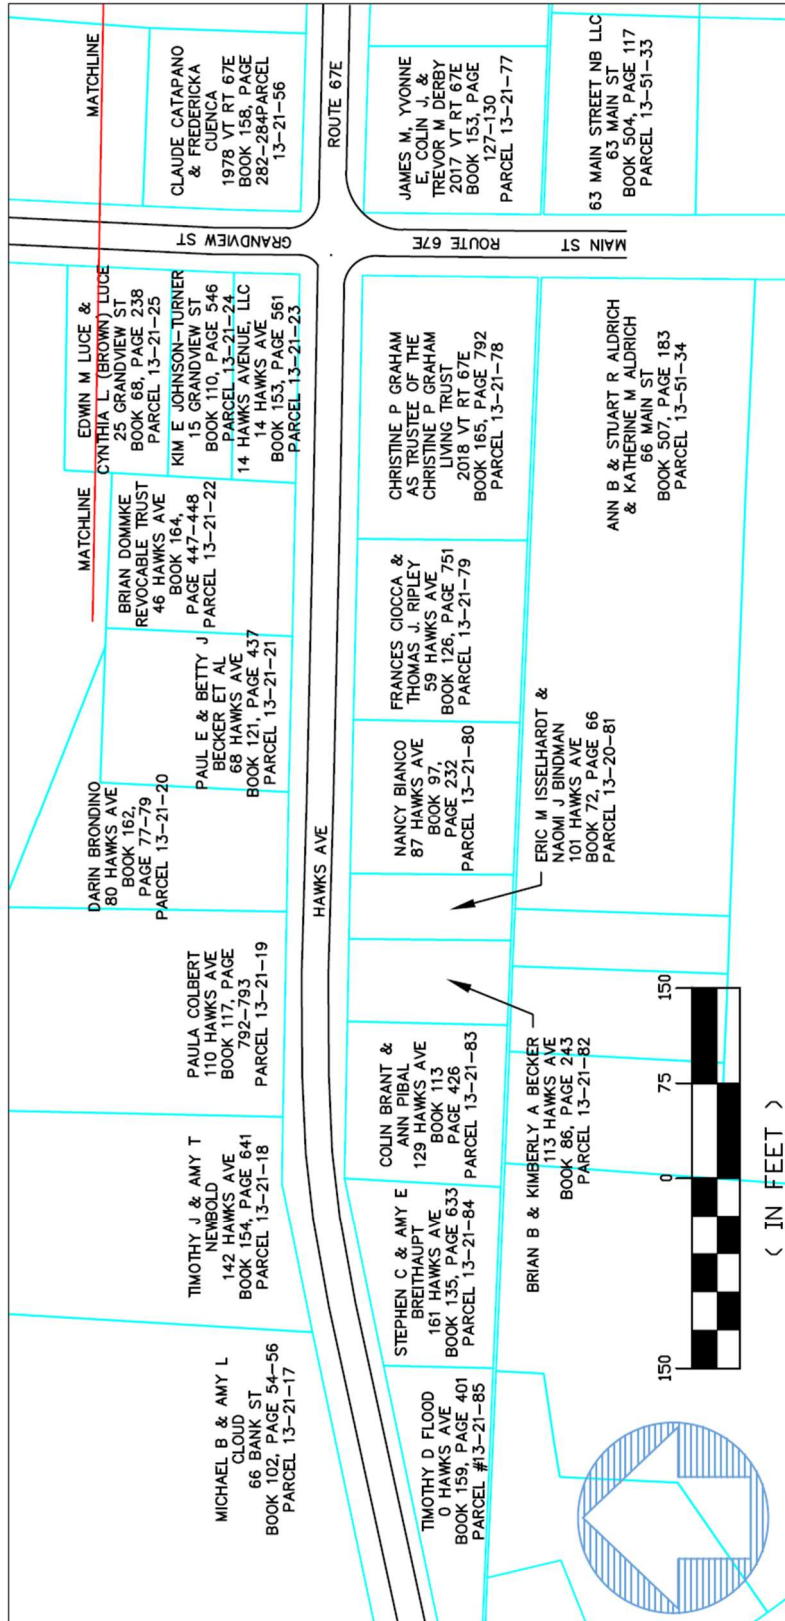 MATCHLINE
CLAUDE CATAPANO
& FREDERICKA
CUENCA
1978 VT RT 67E
BOOK 158, PAGE
282-284PARCEL
13-21-56
ROUTE 67E
JAMES M, YVONNE
E, COLIN J, &
TREVOR M DERBY
2017 VT RT 67E
BOOK 153, PAGE
127-130
PARCEL 13-21-77
63 MAIN STREET NB LLC
63 MAIN ST
BOOK 504, PAGE 117
PARCEL 13-51-33
GRANDVIEW ST
ROUTE 67E
MAIN ST
EDWIN M LUCE &
CYNTHIA L. (BROWN) LUCE
25 GRANDVIEW ST
BOOK 68, PAGE 238
PARCEL 13-21-25
KIM E JOHNSON-TURNER
15 GRANDVIEW ST
BOOK 110, PAGE 546
PARCEL 13-21-24
14 HAWKS AVENUE, LLC
14 HAWKS AVE
BOOK 153, PAGE 561
PARCEL 13-21-23
MATCHLINE
BRIAN DOMMKE
REVOCABLE TRUST
46 HAWKS AVE
BOOK 164,
PAGE 447-448
PARCEL 13-21-22
PAUL E & BETTY J
BECKER ET AL
68 HAWKS AVE
BOOK 121, PAGE 437
PARCEL 13-21-21
DARIN BRONDINO
80 HAWKS AVE
BOOK 162,
PAGE 77-79
PARCEL 13-21-20
PAULA COLBERT
110 HAWKS AVE
BOOK 117, PAGE
792-793
PARCEL 13-21-19
TIMOTHY J & AMY T
NEWBOLD
142 HAWKS AVE
BOOK 154, PAGE 641
PARCEL 13-21-18
MICHAEL B & AMY L
CLOUD
66 BANK ST
BOOK 102, PAGE 54-56
PARCEL 13-21-17
HAWKS AVE
CHRISTINE P GRAHAM
AS TRUSTEE OF THE
CHRISTINE P GRAHAM
LIVING TRUST
2018 VT RT 67E
BOOK 165, PAGE 792
PARCEL 13-21-78
FRANCES CIOCCA &
THOMAS J. RIPLEY
59 HAWKS AVE
BOOK 126, PAGE 751
PARCEL 13-21-79
NANCY BIANCO
87 HAWKS AVE
BOOK 97,
PAGE 232
PARCEL 13-21-80
ERIC M ISSELHARDT &
NAOMI J BINDMAN
101 HAWKS AVE
BOOK 72, PAGE 66
PARCEL 13-20-81
BRIAN B & KIMBERLY A BECKER
113 HAWKS AVE
BOOK 86, PAGE 243
PARCEL 13-21-82
COLIN BRANT &
ANN PIBAL
129 HAWKS AVE
BOOK 113
PAGE 426
PARCEL 13-21-83
STEPHEN C & AMY E
BREITHAUPT
161 HAWKS AVE
BOOK 135, PAGE 633
PARCEL 13-21-84
TIMOTHY D FLOOD
0 HAWKS AVE
BOOK 159, PAGE 401
PARCEL #13-21-85
ANN B & STUART R ALDRICH
& KATHERINE M ALDRICH
66 MAIN ST
BOOK 507, PAGE 183
PARCEL 13-51-34
150 0 75 150
( IN FEET )